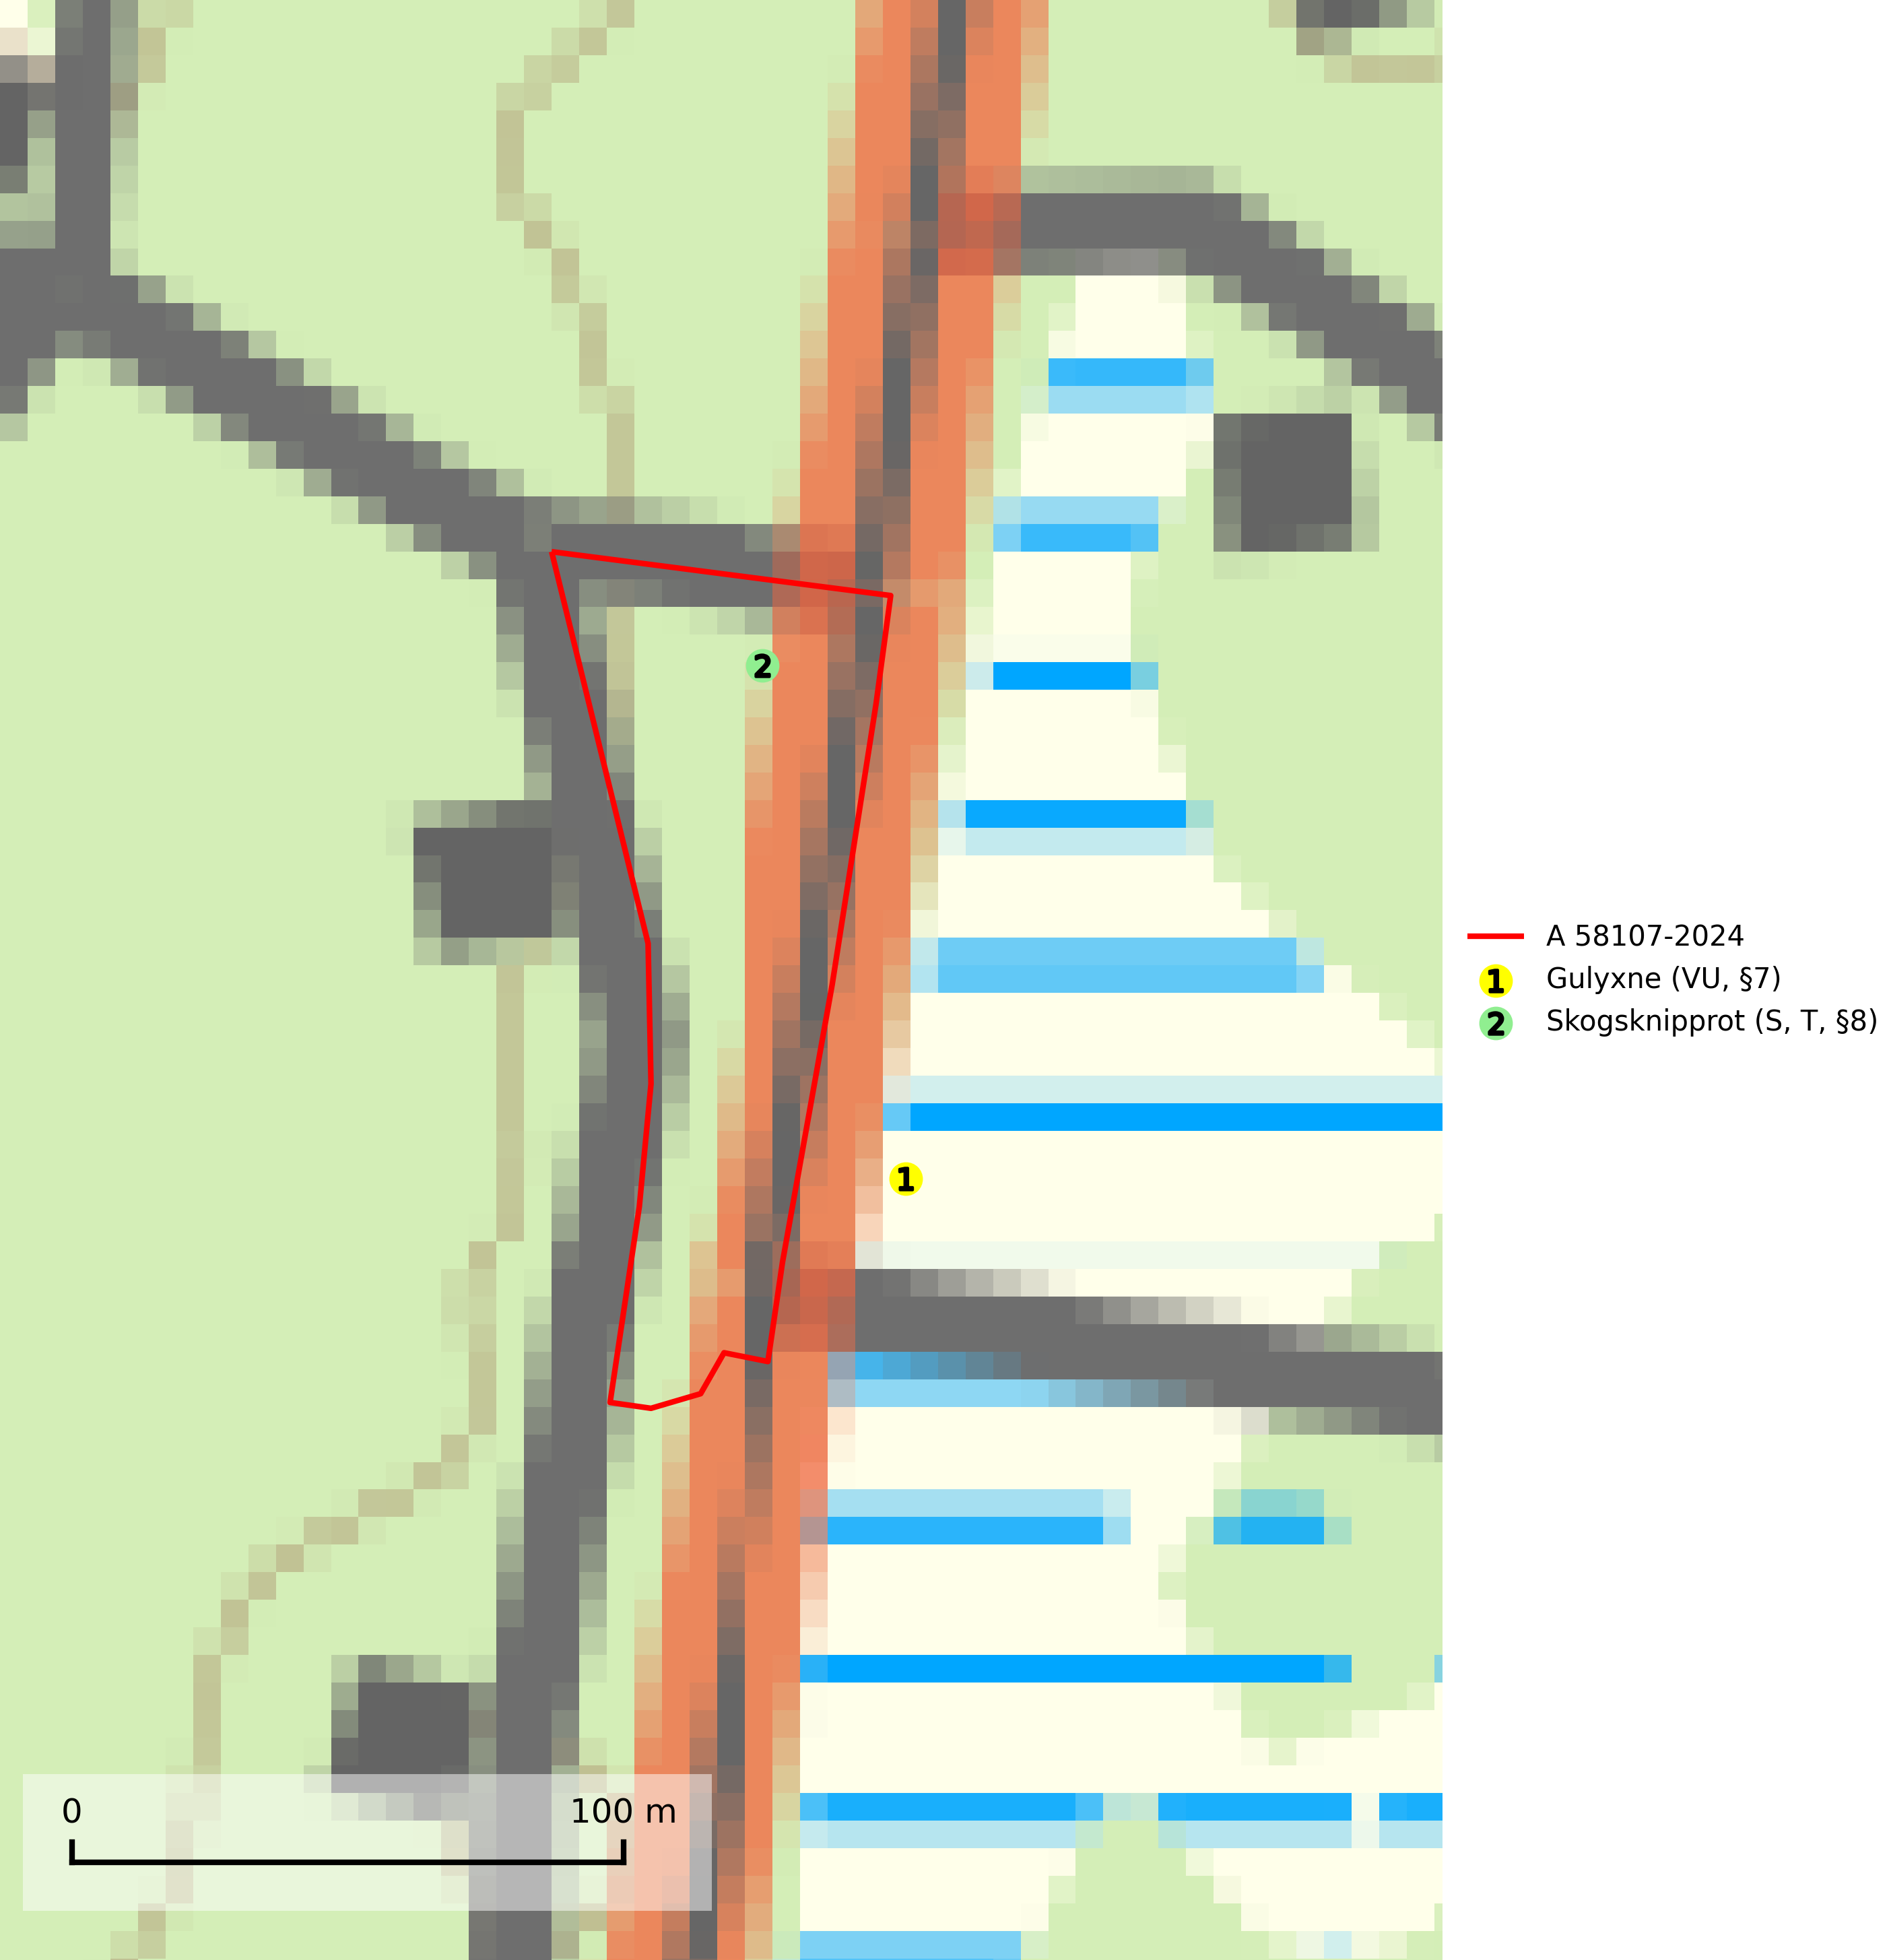 2
1
A 58107-2024
1 Gulyxne (VU, §7)
2 Skogsknipprot (S, T, §8)
0 100 m